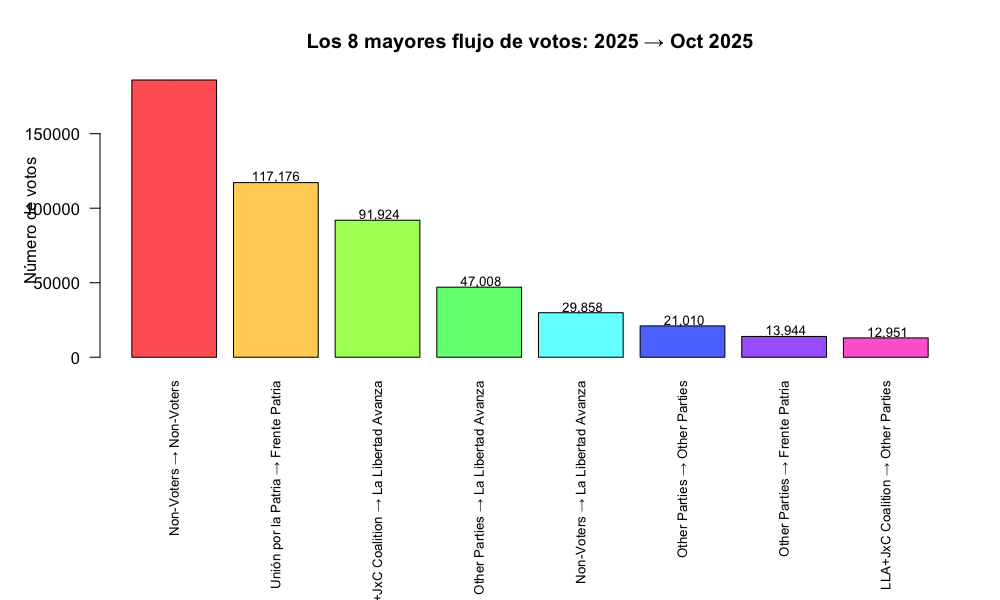 Los 8 mayores flujo de votos: 2025 → Oct 2025
Número de votos
150000
100000
50000
0
117,176
91,924
47,008
29,858
21,010
13,944
12,951
Non-Voters → Non-Voters
Unión por la Patria → Frente Patria
+JxC Coalition → La Libertad Avanza
Other Parties → La Libertad Avanza
Non-Voters → La Libertad Avanza
Other Parties → Other Parties
Other Parties → Frente Patria
LLA+JxC Coalition → Other Parties